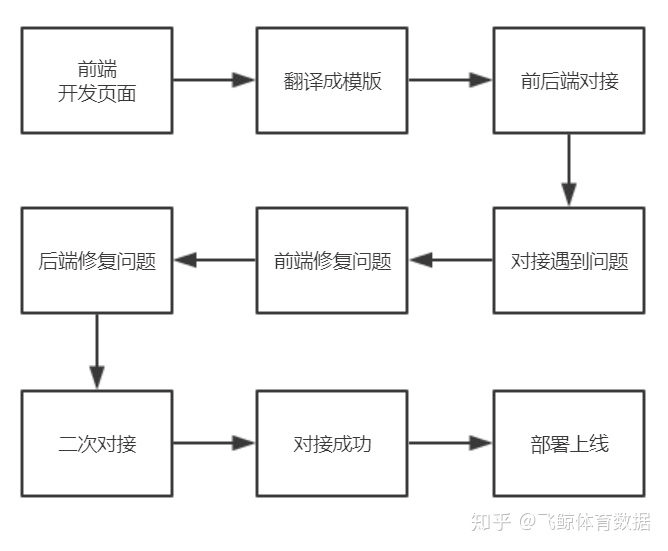 前端
开发页面
翻译成模版
前后端对接
对接遇到问题
前端修复问题
后端修复问题
二次对接
对接成功
部署上线
知乎 @飞鲸体育数据